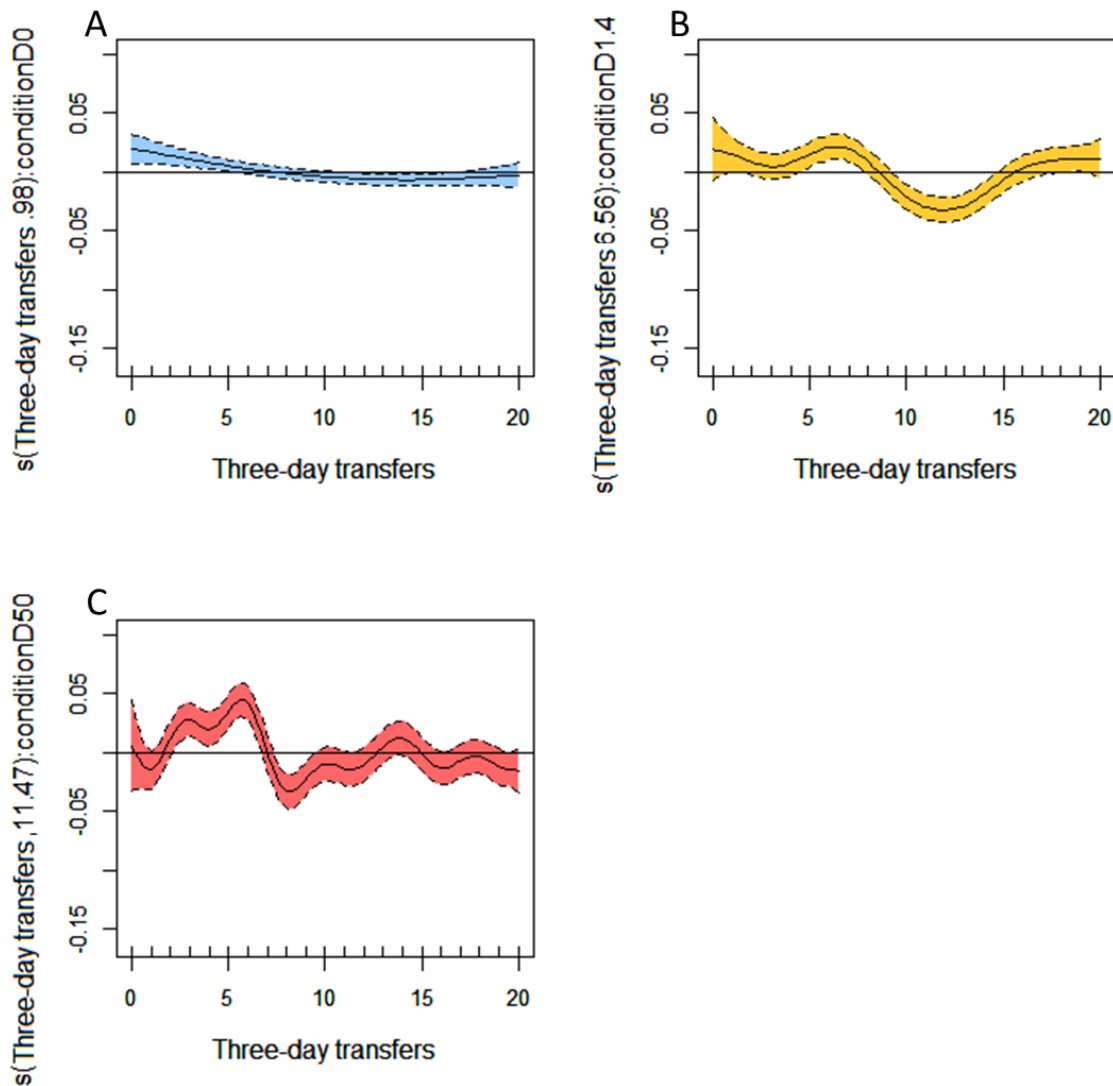 A
s(Three-day transfers .98):conditionD0
0.05
-0.05
-0.15
0 5 10 15 20
Three-day transfers
B
s(Three-day transfers 6.56):conditionD1.4
0.05
-0.05
-0.15
0 5 10 15 20
Three-day transfers
C
s(Three-day transfers ,11.47):conditionD50
0.05
-0.05
-0.15
0 5 10 15 20
Three-day transfers